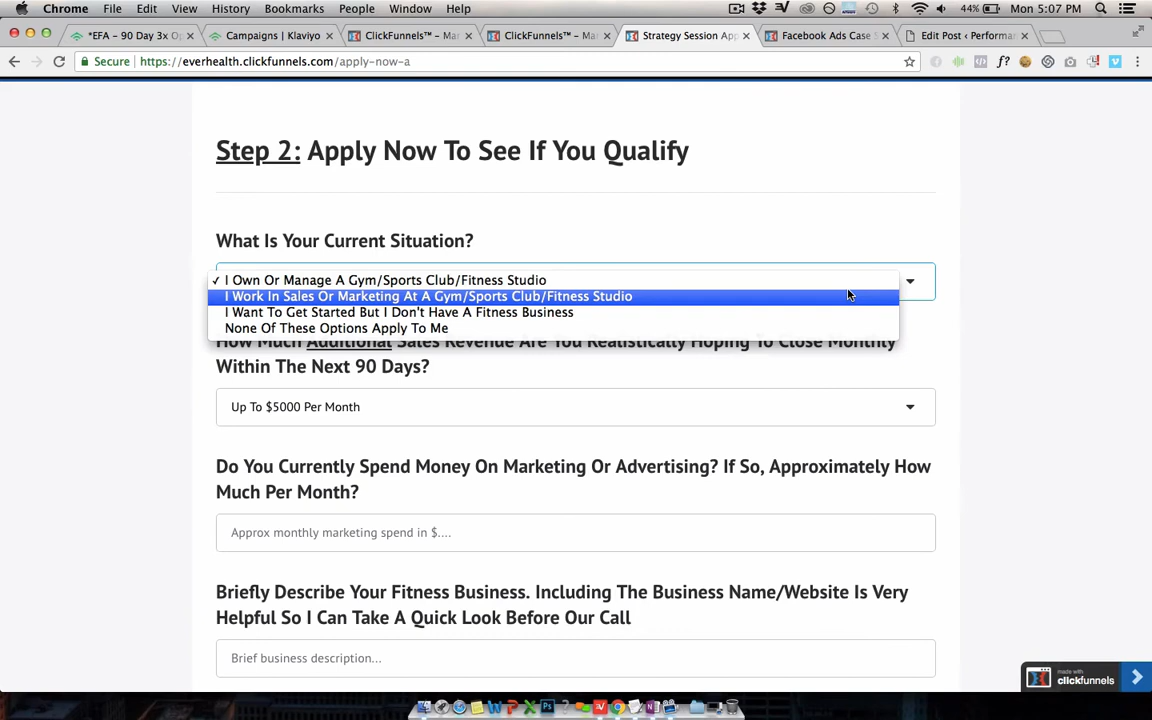 Chrome File Edit View History Bookmarks People Window Help 44% Mon 5:07 PM
*EFA – 90 Day 3x O Campaigns | Klaviyo ClickFunnels™ – Mar ClickFunnels™ – Mar Strategy Session App Facebook Ads Case S Edit Post ‹ Performa
Secure https://everhealth.clickfunnels.com/apply-now-a f?
Step 2: Apply Now To See If You Qualify
What Is Your Current Situation?
✓ I Own Or Manage A Gym/Sports Club/Fitness Studio
I Work In Sales Or Marketing At A Gym/Sports Club/Fitness Studio
I Want To Get Started But I Don't Have A Fitness Business
None Of These Options Apply To Me
How Much Additional Sales Revenue Are You Realistically Hoping To Close Monthly
Within The Next 90 Days?
Up To $5000 Per Month
Do You Currently Spend Money On Marketing Or Advertising? If So, Approximately How
Much Per Month?
Approx monthly marketing spend in $....
Briefly Describe Your Fitness Business. Including The Business Name/Website Is Very
Helpful So I Can Take A Quick Look Before Our Call
Brief business description...
made with
clickfunnels